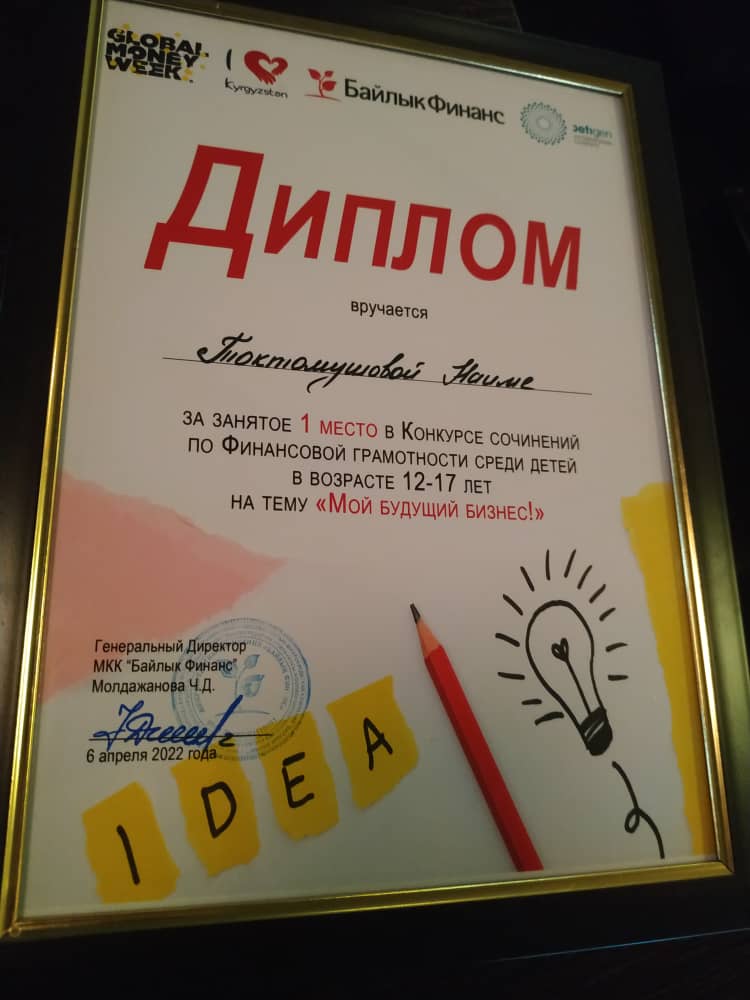 GLOBAL
MONEY
WEEK
I
Kyrgyzstan
Байлык Финанс
Диплом
вручается
Токтомушовой Наиме
за занятое 1 место в Конкурсе сочинений
по Финансовой грамотности среди детей
в возрасте 12-17 лет
на тему «Мой будущий бизнес!»
Генеральный Директор
МКК "Байлык Финанс"
Молдажанова Ч.Д.
6 апреля 2022 года
IDEA